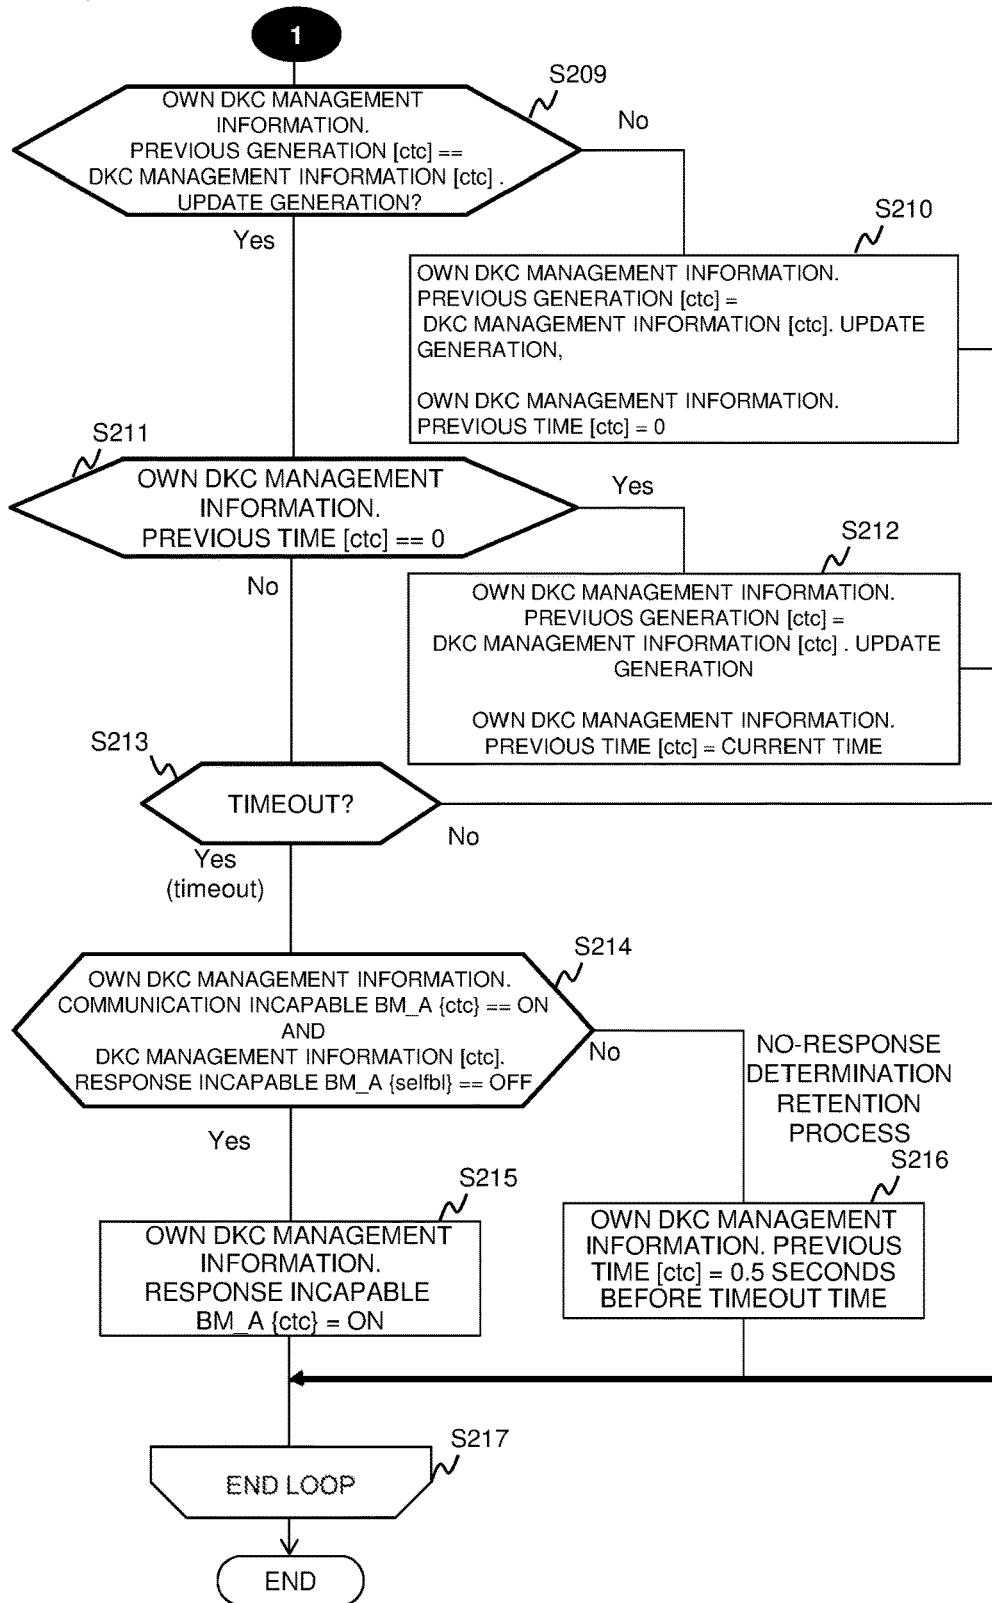 1
S209
OWN DKC MANAGEMENT
INFORMATION.
PREVIOUS GENERATION [ctc] ==
DKC MANAGEMENT INFORMATION [ctc] .
UPDATE GENERATION?
No
Yes
S210
OWN DKC MANAGEMENT INFORMATION.
PREVIOUS GENERATION [ctc] =
DKC MANAGEMENT INFORMATION [ctc]. UPDATE
GENERATION,
OWN DKC MANAGEMENT INFORMATION.
PREVIOUS TIME [ctc] = 0
S211
OWN DKC MANAGEMENT
INFORMATION.
PREVIOUS TIME [ctc] == 0
Yes
No
S212
OWN DKC MANAGEMENT INFORMATION.
PREVIUOS GENERATION [ctc] =
DKC MANAGEMENT INFORMATION [ctc] . UPDATE
GENERATION
OWN DKC MANAGEMENT INFORMATION.
PREVIOUS TIME [ctc] = CURRENT TIME
S213
TIMEOUT?
No
Yes
(timeout)
S214
OWN DKC MANAGEMENT INFORMATION.
COMMUNICATION INCAPABLE BM_A {ctc} == ON
AND
DKC MANAGEMENT INFORMATION [ctc].
RESPONSE INCAPABLE BM_A {selfbl} == OFF
No
Yes
NO-RESPONSE
DETERMINATION
RETENTION
PROCESS
S215
OWN DKC MANAGEMENT
INFORMATION.
RESPONSE INCAPABLE
BM_A {ctc} = ON
S216
OWN DKC MANAGEMENT
INFORMATION. PREVIOUS
TIME [ctc] = 0.5 SECONDS
BEFORE TIMEOUT TIME
S217
END LOOP
END